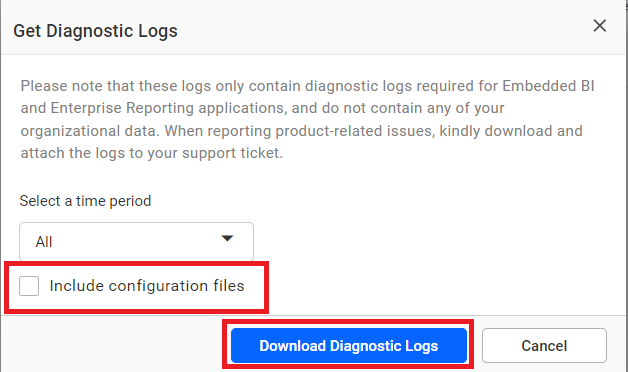 Get Diagnostic Logs
Please note that these logs only contain diagnostic logs required for Embedded BI
and Enterprise Reporting applications, and do not contain any of your
organizational data. When reporting product-related issues, kindly download and
attach the logs to your support ticket.
Select a time period
All
Include configuration files
Download Diagnostic Logs
Cancel